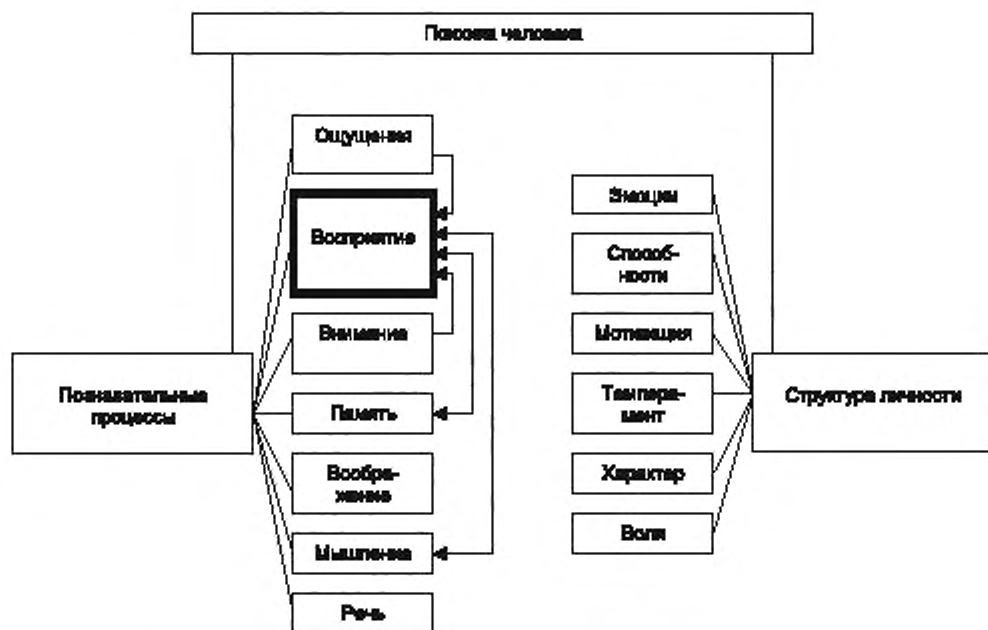 Психика человека
Ощущения
Восприятие
Внимание
Память
Вообра-
жение
Мышление
Речь
Познавательные
процессы
Эмоции
Способ-
ности
Мотивация
Темпера-
мент
Характер
Воля
Структура личности